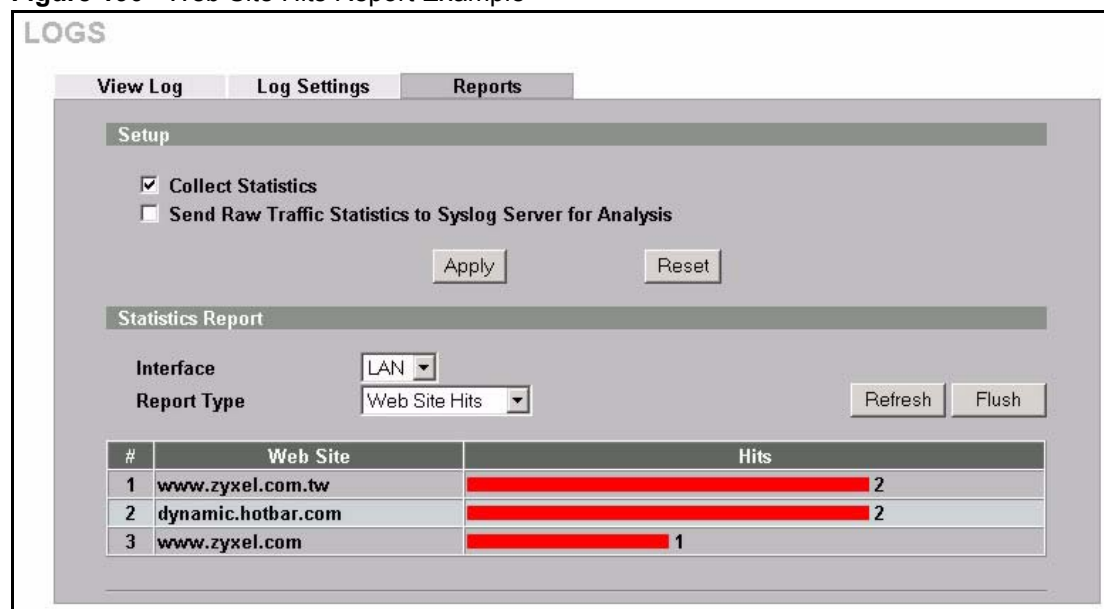 Web Site Hits Report Example
LOGS
View Log Log Settings Reports
Setup
Collect Statistics
Send Raw Traffic Statistics to Syslog Server for Analysis
Apply Reset
Statistics Report
Interface LAN
Report Type Web Site Hits Refresh Flush
# Web Site Hits
1 www.zyxel.com.tw 2
2 dynamic.hotbar.com 2
3 www.zyxel.com 1